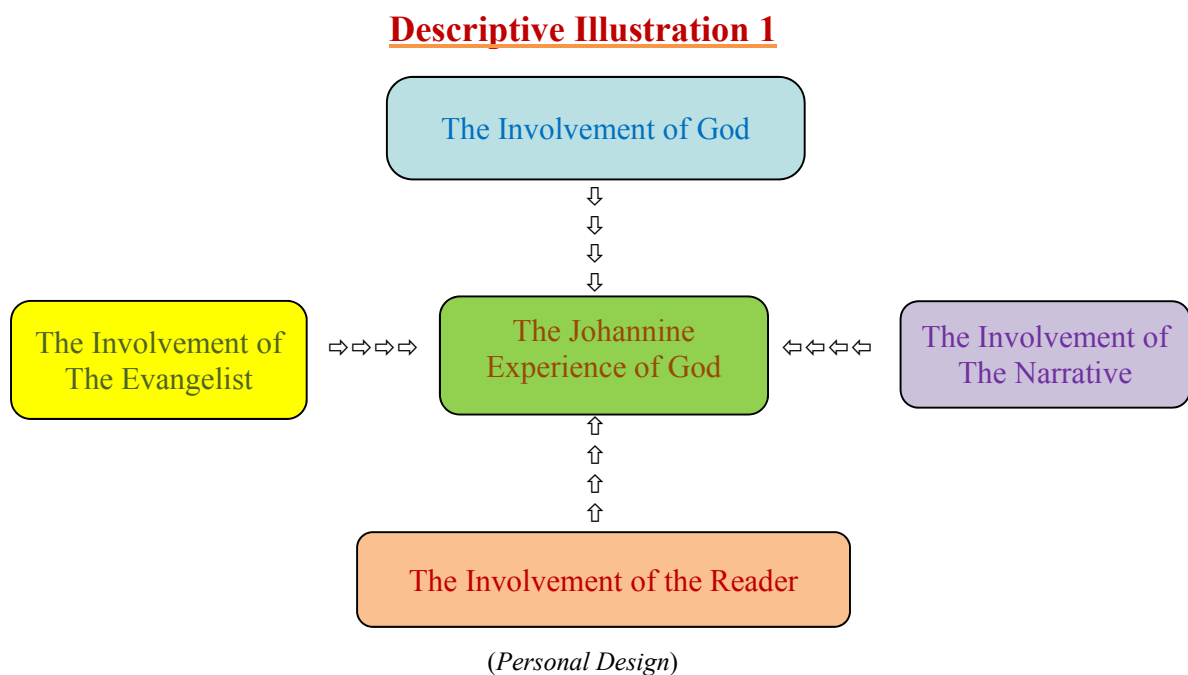 Descriptive Illustration 1
The Involvement of God
The Involvement of
The Evangelist
The Johannine
Experience of God
The Involvement of
The Narrative
The Involvement of the Reader
(Personal Design)